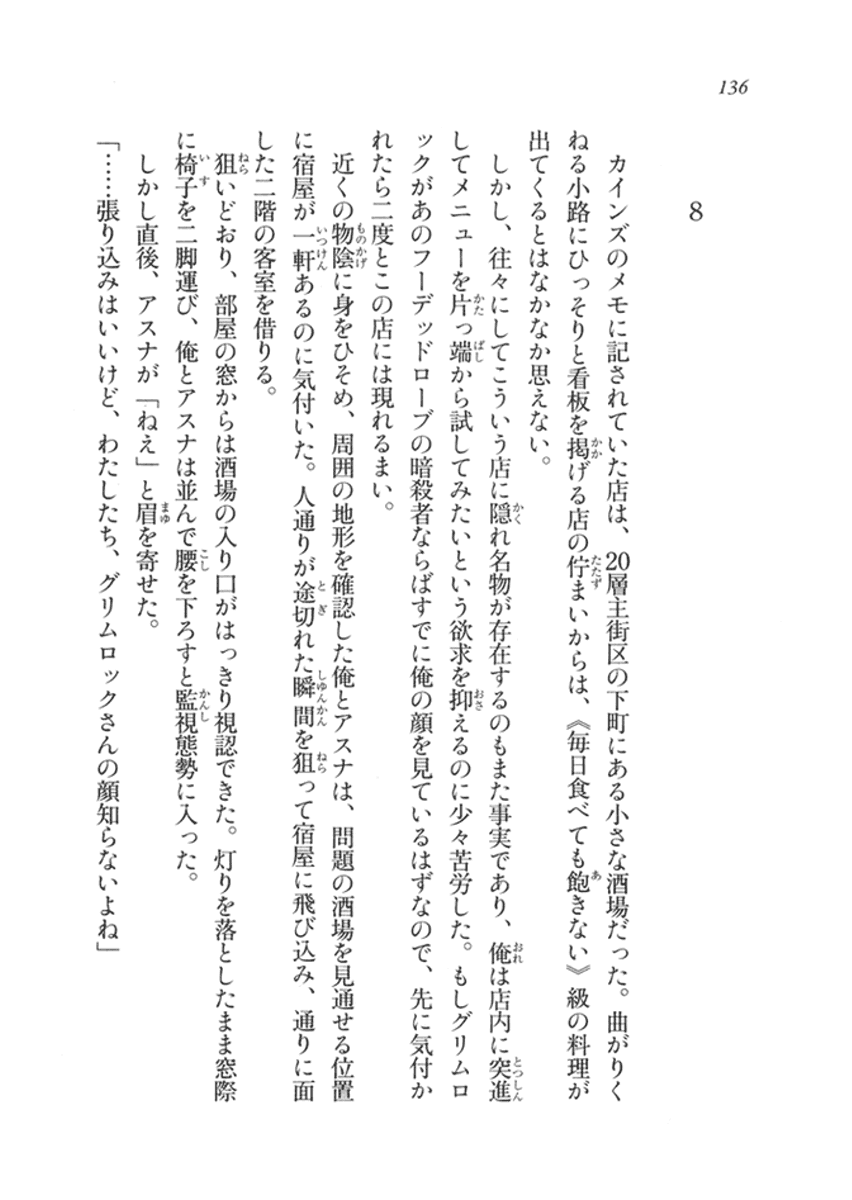 136
8
カインズのメモに記されていた店は、20層主街区の下町にある小さな酒場だった。曲がりく
ねる小路にひっそりと看板を掲げる店の佇まいからは、《毎日食べても飽きない》級の料理が
出てくるとはなかなか思えない。
しかし、往々にしてこういう店に隠れ名物が存在するのもまた事実であり、俺は店内に突進
してメニューを片っ端から試してみたいという欲求を抑えるのに少々苦労した。もしグリムロ
ックがあのフーデッドローブの暗殺者ならばすでに俺の顔を見ているはずなので、先に気付か
れたら二度とこの店には現れるまい。
近くの物陰に身をひそめ、周囲の地形を確認した俺とアスナは、問題の酒場を見通せる位置
に宿屋が一軒あるのに気付いた。人通りが途切れた瞬間を狙って宿屋に飛び込み、通りに面
した二階の客室を借りる。
狙いどおり、部屋の窓からは酒場の入り口がはっきり視認できた。灯りを落としたまま窓際
に椅子を二脚運び、俺とアスナは並んで腰を下ろすと監視態勢に入った。
しかし直後、アスナが「ねえ」と眉を寄せた。
「……張り込みはいいけど、わたしたち、グリムロックさんの顔知らないよね」